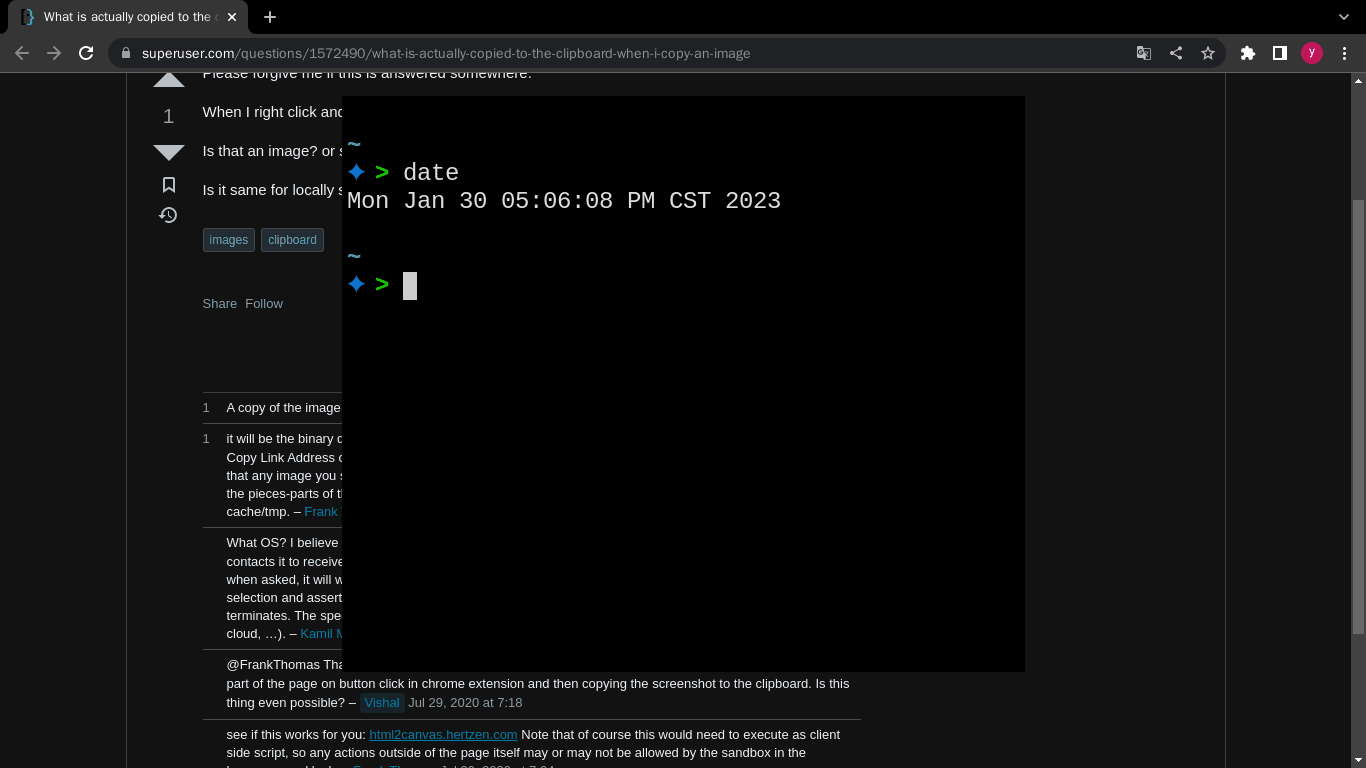 What is actually copied to the
superuser.com/questions/1572490/what-is-actually-copied-to-the-clipboard-when-i-copy-an-image
y
Please forgive me if this is answered somewhere.
1
When I right click and
Is that an image? or
Is it same for locally
images clipboard
Share Follow
~
> date
Mon Jan 30 05:06:08 PM CST 2023
~
>
1 A copy of the image
1 it will be the binary
Copy Link Address
that any image you
the pieces-parts of
cache/tmp. – Frank
What OS? I believe
contacts it to receive
when asked, it will
selection and assert
terminates. The
cloud, …). – Kamil
@FrankThomas
part of the page on button click in chrome extension and then copying the screenshot to the clipboard. Is this
thing even possible? – Vishal Jul 29, 2020 at 7:18
see if this works for you: html2canvas.hertzen.com Note that of course this would need to execute as client
side script, so any actions outside of the page itself may or may not be allowed by the sandbox in the